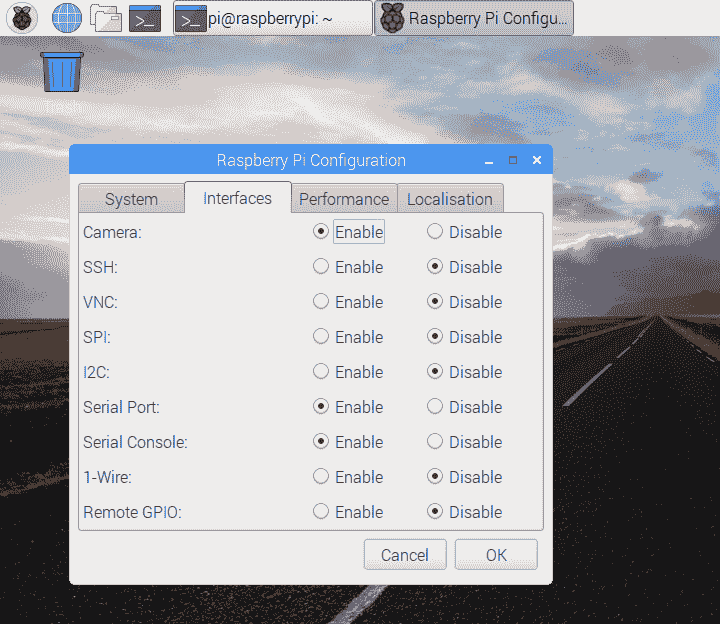 pi@raspberrypi: ~ Raspberry Pi Configu...
Raspberry Pi Configuration
System Interfaces Performance Localisation
Camera: Enable Disable
SSH: Enable Disable
VNC: Enable Disable
SPI: Enable Disable
I2C: Enable Disable
Serial Port: Enable Disable
Serial Console: Enable Disable
1-Wire: Enable Disable
Remote GPIO: Enable Disable
Cancel OK